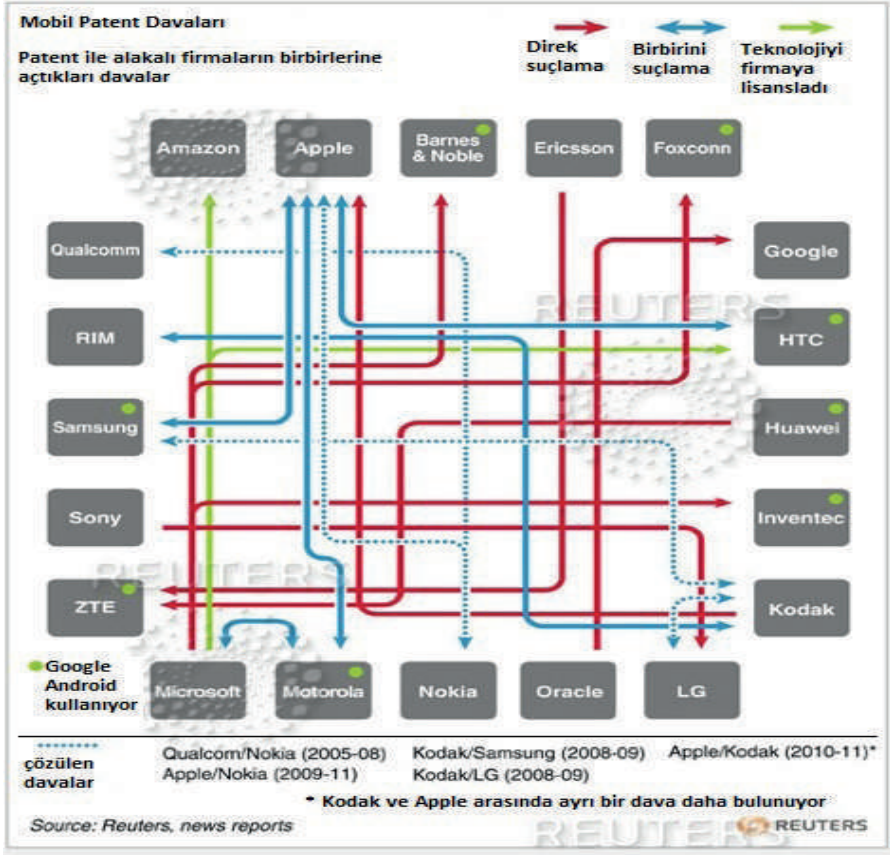 Mobil Patent Davaları
Patent ile alakalı firmaların birbirlerine
açtıkları davalar
Direk
suçlama
Birbirini
suçlama
Teknolojiyi
firmaya
lisansladı
Amazon
Apple
Barnes
& Noble
Ericsson
Foxconn
Qualcomm
Google
REUTERS
RIM
HTC
Samsung
Huawei
Sony
Inventec
REUTERS
ZTE
Kodak
Google
Android
kullanıyor
Microsoft
Motorola
Nokia
Oracle
LG
çözülen
davalar
Qualcom/Nokia (2005-08)
Apple/Nokia (2009-11)
Kodak/Samsung (2008-09)
Kodak/LG (2008-09)
Apple/Kodak (2010-11)*
* Kodak ve Apple arasında ayrı bir dava daha bulunuyor
Source: Reuters, news reports
REUTERS
REUTERS